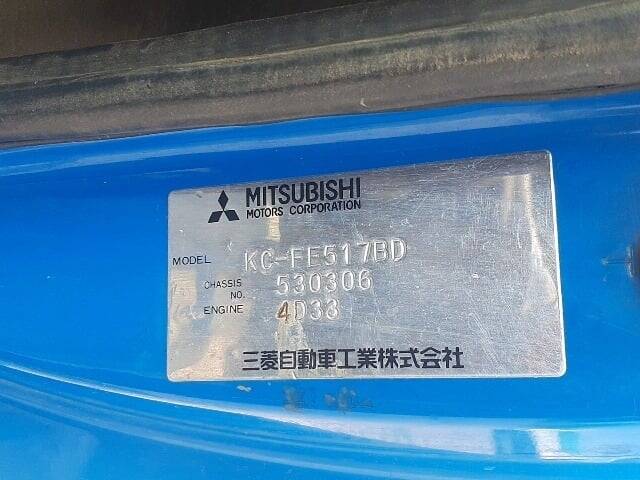 MITSUBISHI
MOTORS CORPORATION
MODEL KC-FE517BD
CHASSIS NO. 530306
ENGINE 4D33
三菱自動車工業株式会社